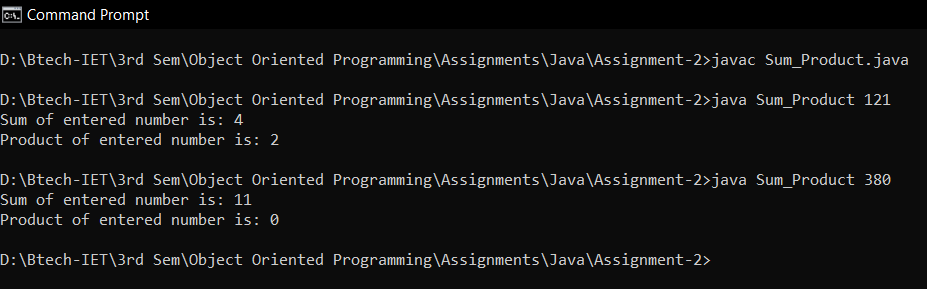 Command Prompt
D:\Btech-IET\3rd Sem\Object Oriented Programming\Assignments\Java\Assignment-2>javac Sum_Product.java
D:\Btech-IET\3rd Sem\Object Oriented Programming\Assignments\Java\Assignment-2>java Sum_Product 121
Sum of entered number is: 4
Product of entered number is: 2
D:\Btech-IET\3rd Sem\Object Oriented Programming\Assignments\Java\Assignment-2>java Sum_Product 380
Sum of entered number is: 11
Product of entered number is: 0
D:\Btech-IET\3rd Sem\Object Oriented Programming\Assignments\Java\Assignment-2>